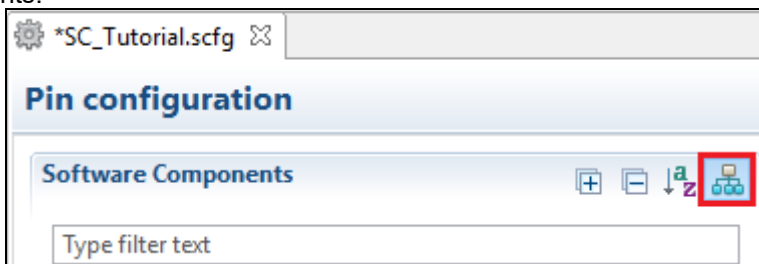 *SC_Tutorial.scfg
Pin configuration
Software Components
a
z
Type filter text